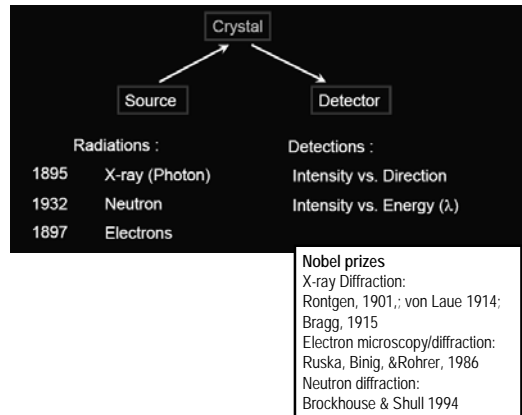 Crystal
Source
Detector
Radiations :
1895 X-ray (Photon)
1932 Neutron
1897 Electrons
Detections :
Intensity vs. Direction
Intensity vs. Energy (λ)
Nobel prizes
X-ray Diffraction:
Rontgen, 1901,; von Laue 1914;
Bragg, 1915
Electron microscopy/diffraction:
Ruska, Binig, &Rohrer, 1986
Neutron diffraction:
Brockhouse & Shull 1994